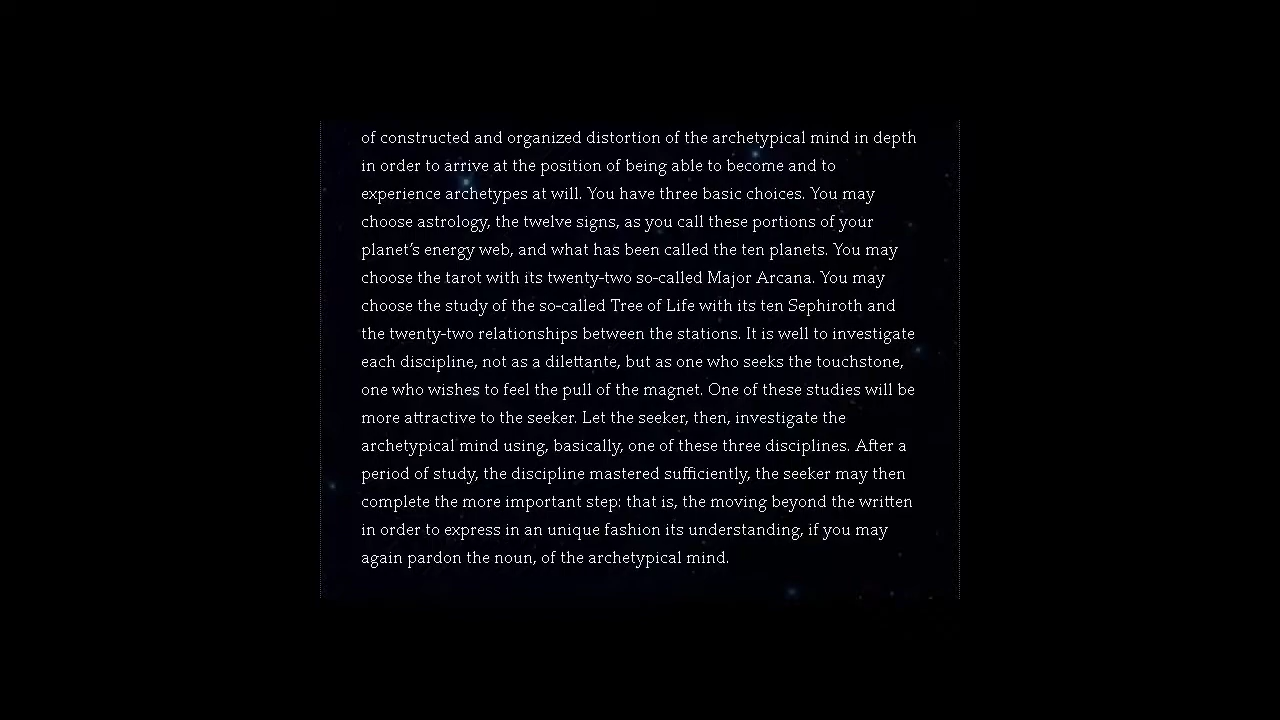 of constructed and organized distortion of the archetypical mind in depth
in order to arrive at the position of being able to become and to
experience archetypes at will. You have three basic choices. You may
choose astrology, the twelve signs, as you call these portions of your
planet’s energy web, and what has been called the ten planets. You may
choose the tarot with its twenty-two so-called Major Arcana. You may
choose the study of the so-called Tree of Life with its ten Sephiroth and
the twenty-two relationships between the stations. It is well to investigate
each discipline, not as a dilettante, but as one who seeks the touchstone,
one who wishes to feel the pull of the magnet. One of these studies will be
more attractive to the seeker. Let the seeker, then, investigate the
archetypical mind using, basically, one of these three disciplines. After a
period of study, the discipline mastered sufficiently, the seeker may then
complete the more important step: that is, the moving beyond the written
in order to express in an unique fashion its understanding, if you may
again pardon the noun, of the archetypical mind.